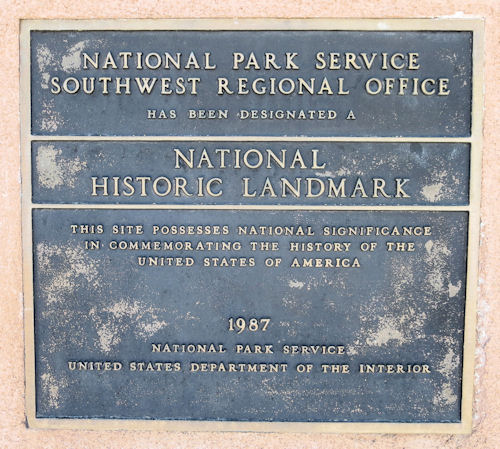 NATIONAL PARK SERVICE
SOUTHWEST REGIONAL OFFICE
HAS BEEN DESIGNATED A
NATIONAL
HISTORIC LANDMARK
THIS SITE POSSESSES NATIONAL SIGNIFICANCE
IN COMMEMORATING THE HISTORY OF THE
UNITED STATES OF AMERICA
1987
NATIONAL PARK SERVICE
UNITED STATES DEPARTMENT OF THE INTERIOR